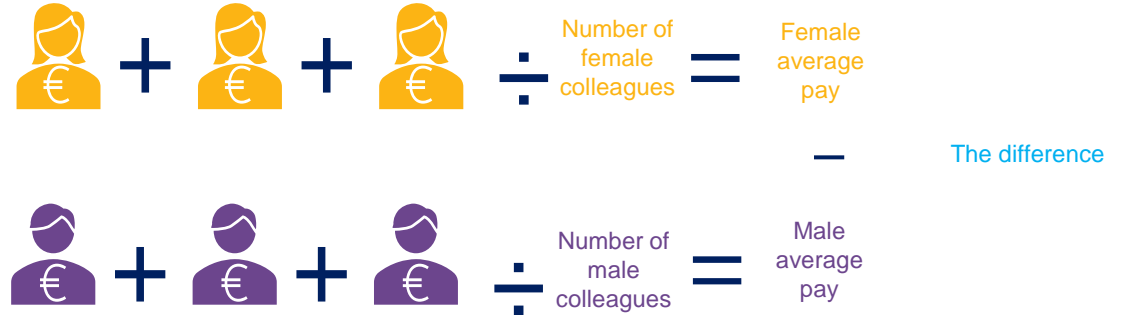 € + € + € ÷ Number of female colleagues = Female average pay
– The difference
€ + € + € ÷ Number of male colleagues = Male average pay